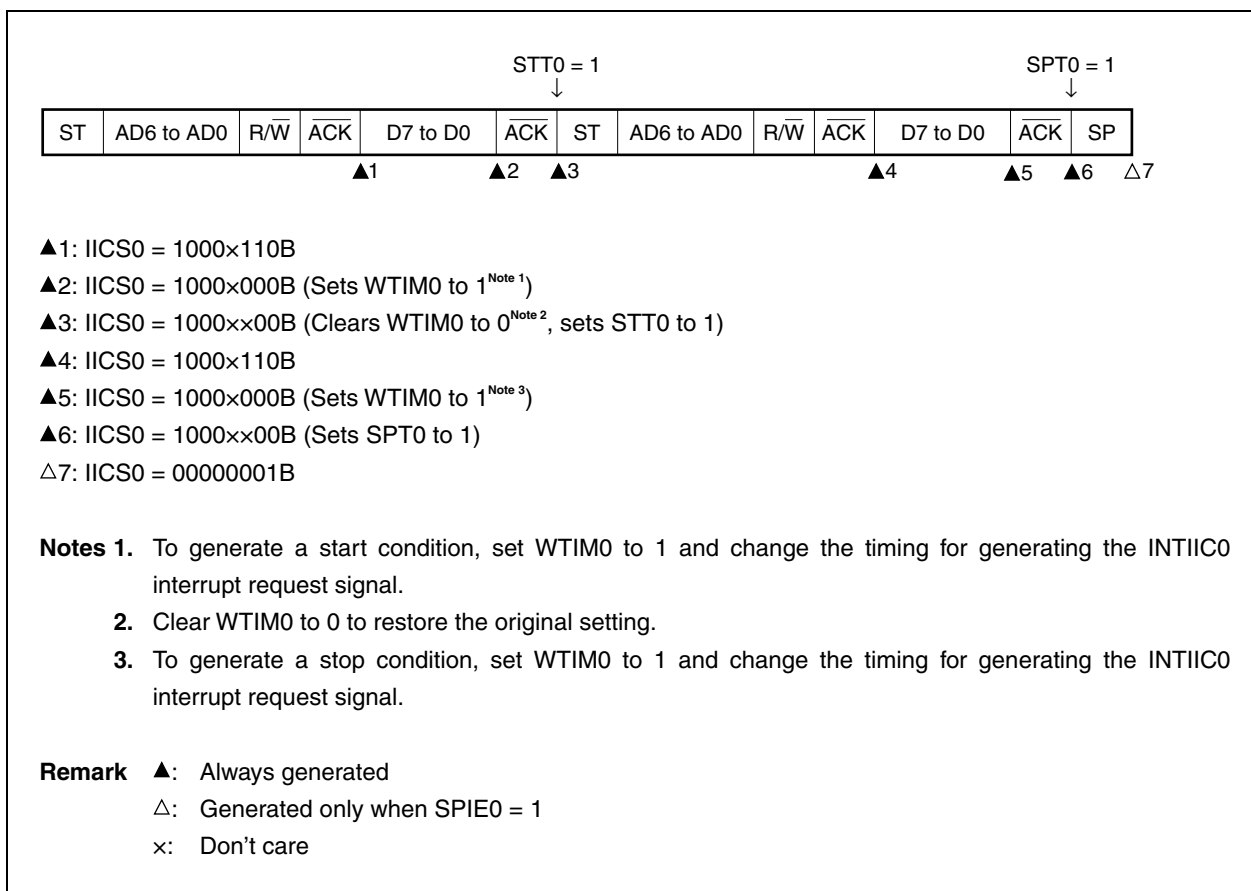 STT0 = 1 SPT0 = 1
↓ ↓
ST AD6 to AD0 R/W̅ A̅C̅K̅ D7 to D0 A̅C̅K̅ ST AD6 to AD0 R/W̅ A̅C̅K̅ D7 to D0 A̅C̅K̅ SP
▲1 ▲2 ▲3 ▲4 ▲5 ▲6 △7
▲1: IICS0 = 1000×110B
▲2: IICS0 = 1000×000B (Sets WTIM0 to 1Note 1)
▲3: IICS0 = 1000××00B (Clears WTIM0 to 0Note 2, sets STT0 to 1)
▲4: IICS0 = 1000×110B
▲5: IICS0 = 1000×000B (Sets WTIM0 to 1Note 3)
▲6: IICS0 = 1000××00B (Sets SPT0 to 1)
△7: IICS0 = 00000001B
Notes 1. To generate a start condition, set WTIM0 to 1 and change the timing for generating the INTIIC0
interrupt request signal.
2. Clear WTIM0 to 0 to restore the original setting.
3. To generate a stop condition, set WTIM0 to 1 and change the timing for generating the INTIIC0
interrupt request signal.
Remark ▲: Always generated
△: Generated only when SPIE0 = 1
×: Don't care